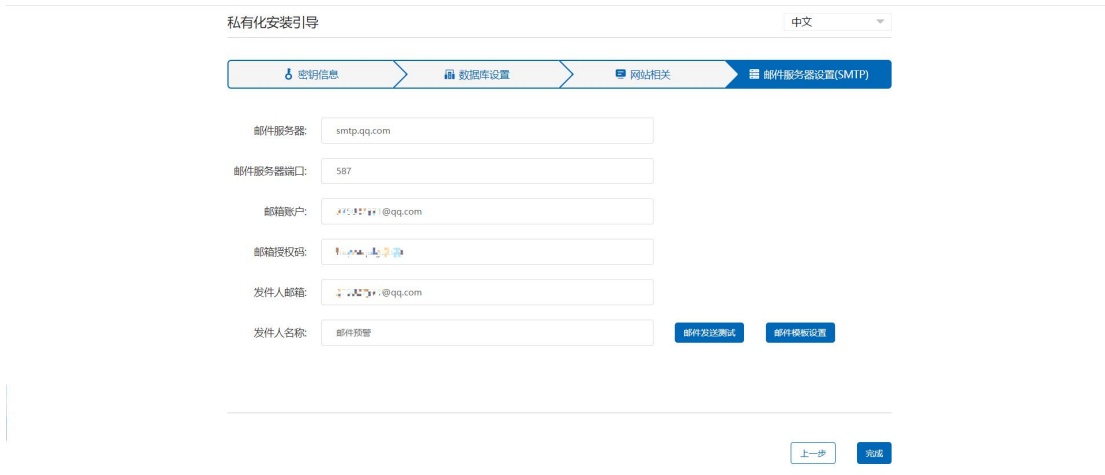 私有化安装引导
中文
密钥信息
数据库设置
网站相关
邮件服务器设置(SMTP)
邮件服务器:
smtp.qq.com
邮件服务器端口:
587
邮箱账户:
@qq.com
邮箱授权码:
发件人邮箱:
@qq.com
发件人名称:
邮件预警
邮件发送测试
邮件模板设置
上一步
完成